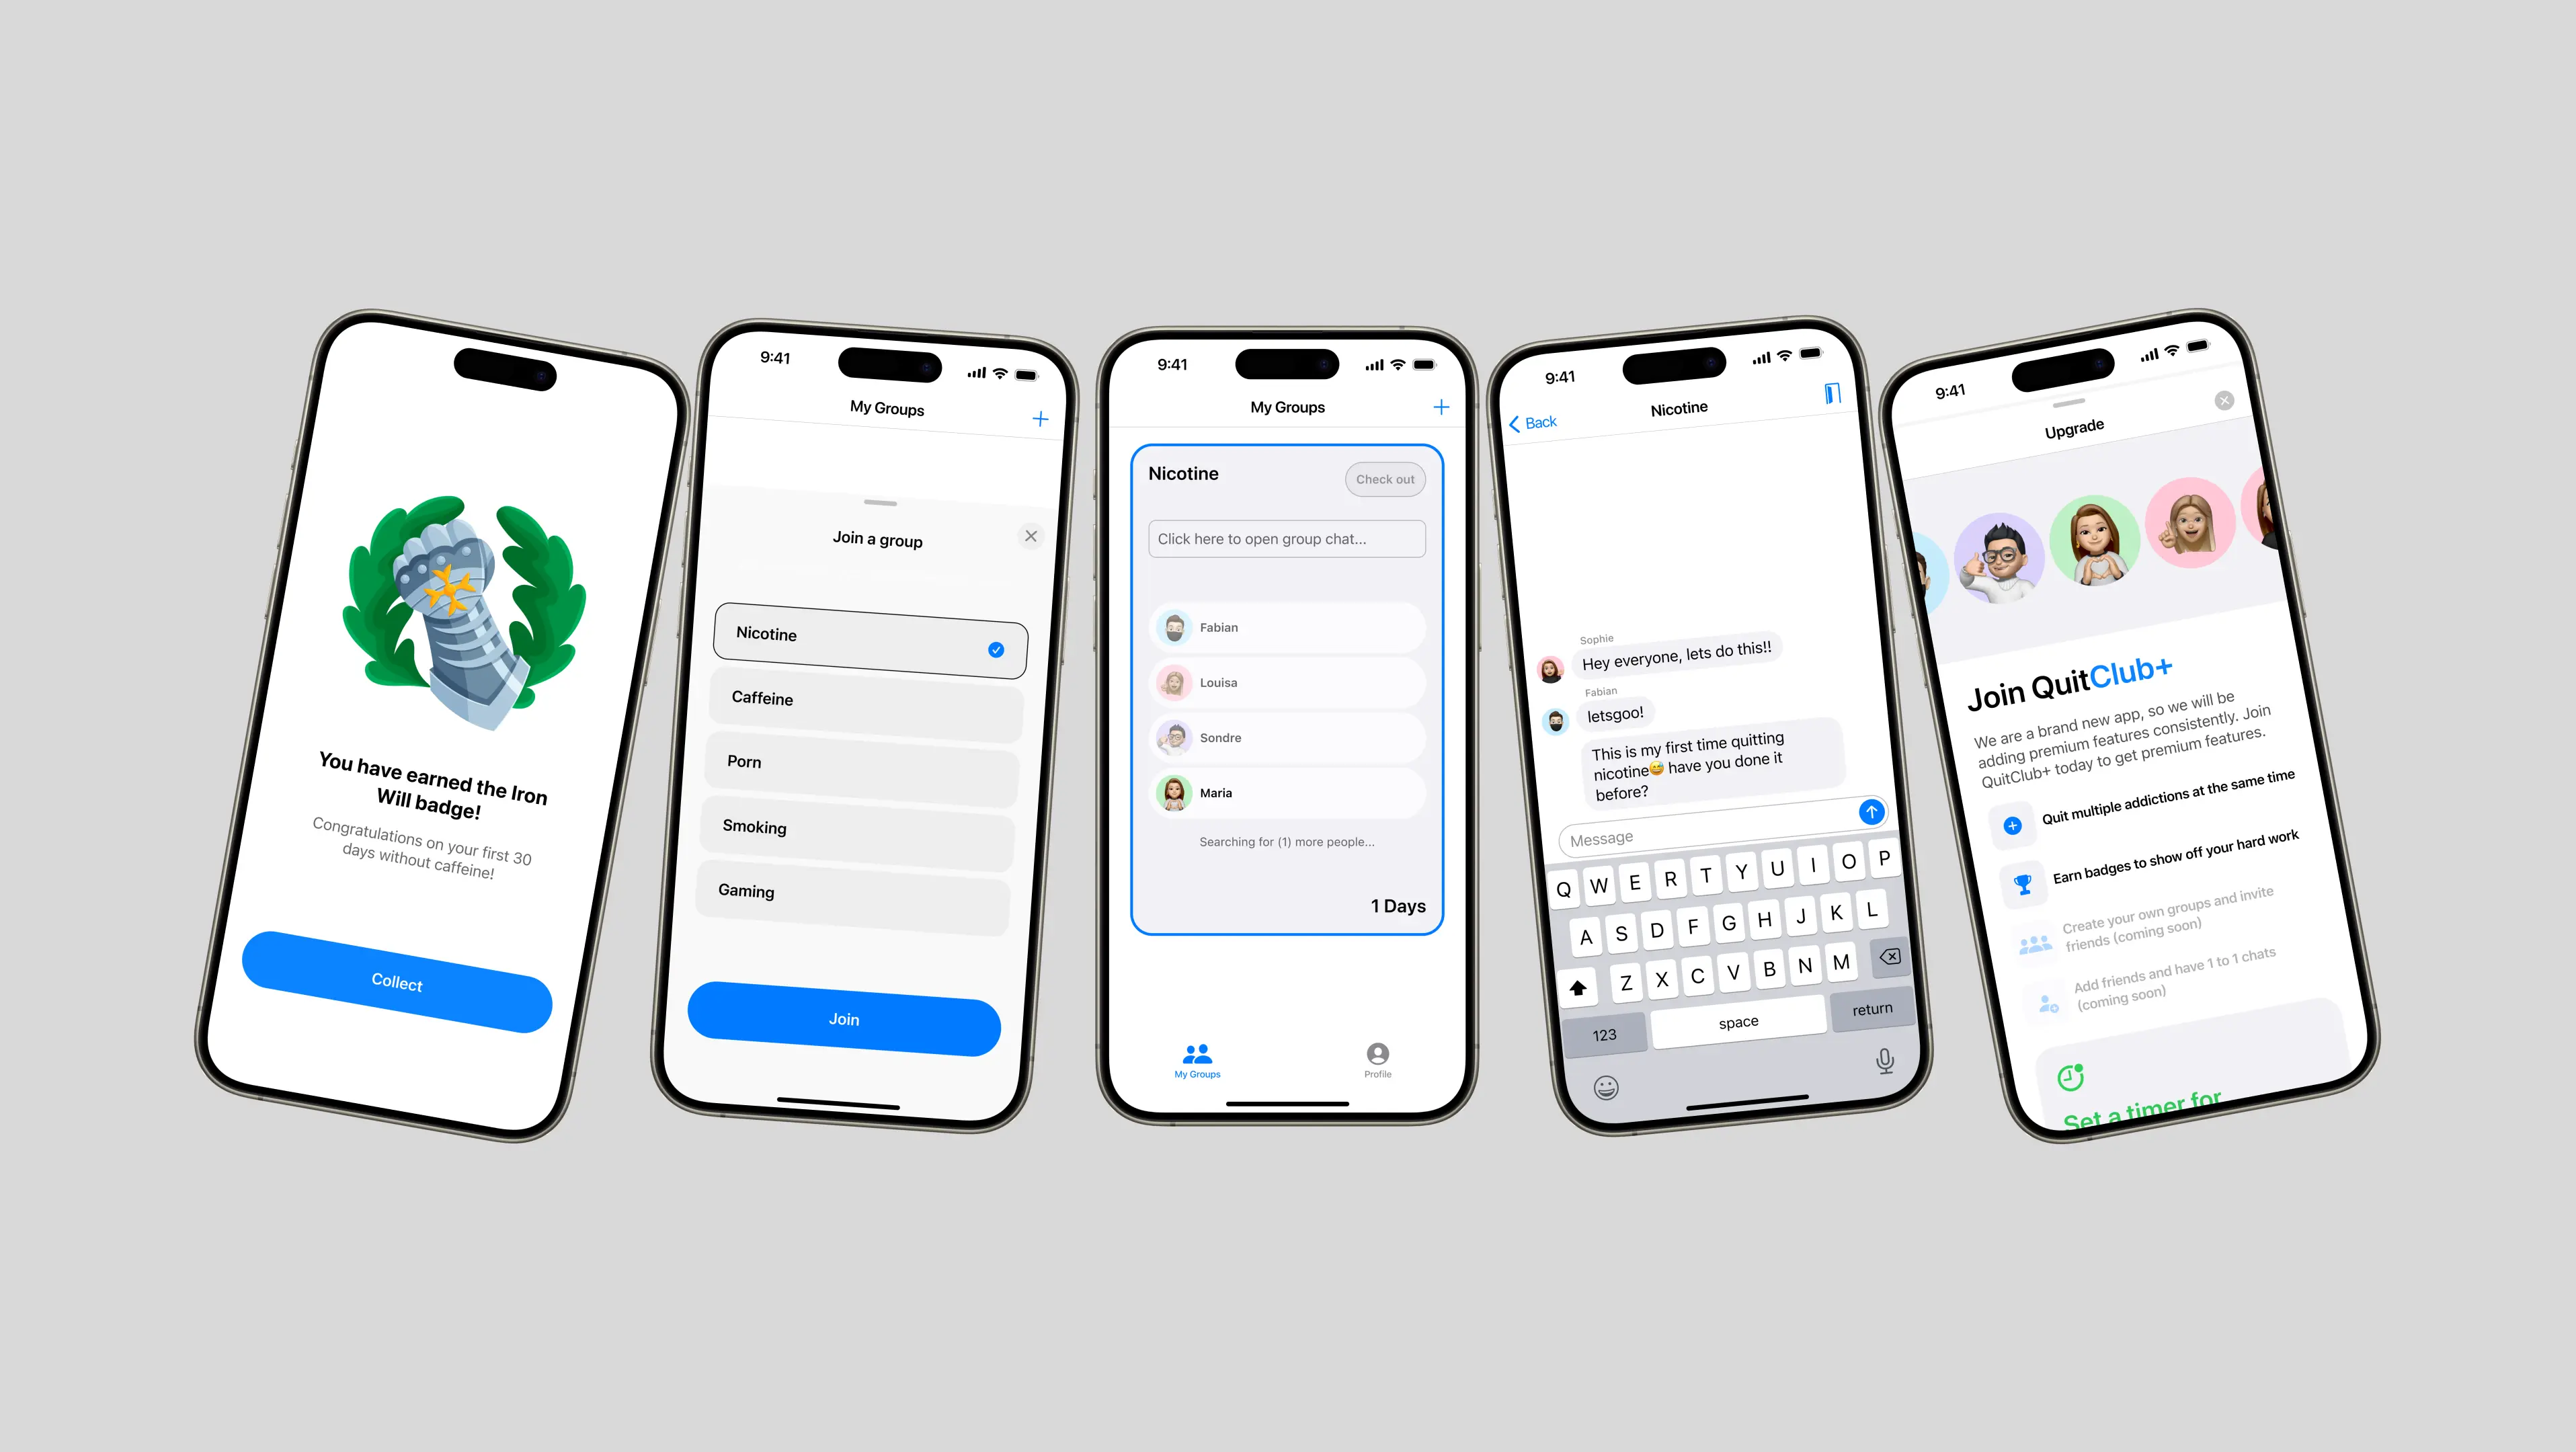 You have earned the Iron
Will badge!
Congratulations on your first 30
days without caffeine!
Collect
9:41
My Groups
Join a group
Nicotine
Caffeine
Porn
Smoking
Gaming
Join
9:41
My Groups
Nicotine
Check out
Click here to open group chat...
Fabian
Louisa
Sondre
Maria
Searching for (1) more people...
1 Days
My Groups
Profile
9:41
Back
Nicotine
Sophie
Hey everyone, lets do this!!
Fabian
letsgoo!
This is my first time quitting
nicotine😅 have you done it
before?
Message
Q W E R T Y U I O P
A S D F G H J K L
Z X C V B N M
123
space
return
9:41
Upgrade
Join QuitClub+
We are a brand new app, so we will be
adding premium features consistently. Join
QuitClub+ today to get premium features.
Quit multiple addictions at the same time
Earn badges to show off your hard work
Create your own groups and invite
friends (coming soon)
Add friends and have 1 to 1 chats
(coming soon)
Set a timer for